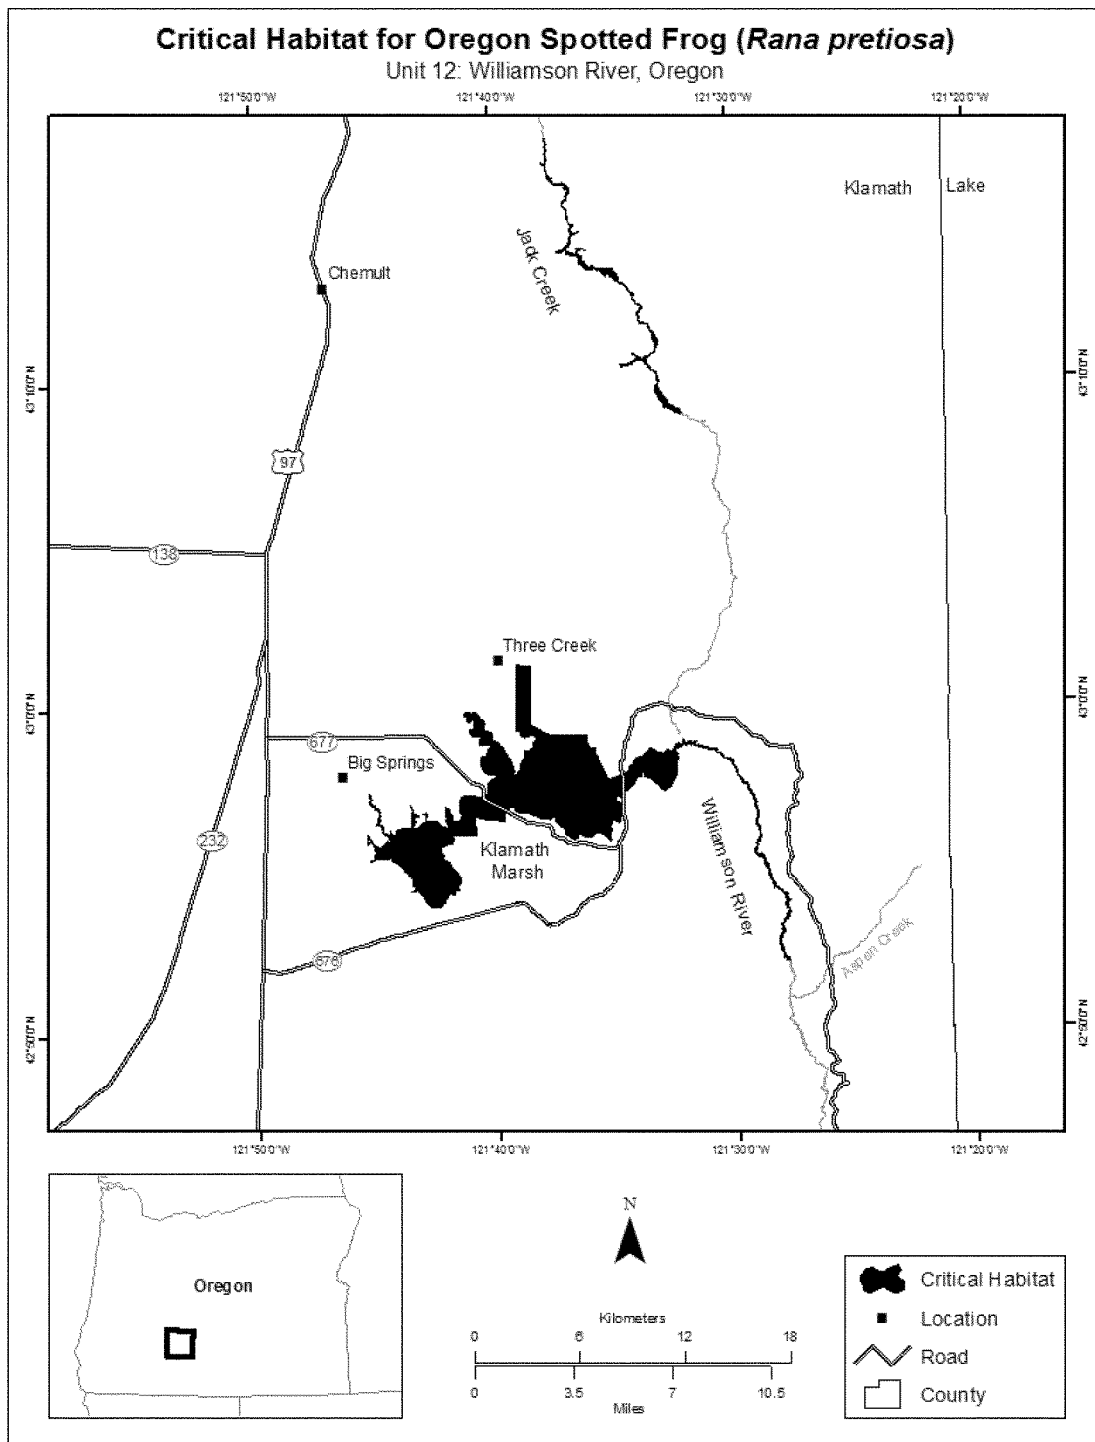 Critical Habitat for Oregon Spotted Frog (Rana pretiosa)
Unit 12: Williamson River, Oregon
121°50'0"W
121°40'0"W
121°30'0"W
121°20'0"W
Klamath
Lake
Jack Creek
Chemult
43°10'0"N
43°10'0"N
97
138
Three Creek
43°0'0"N
43°0'0"N
677
Big Springs
Williamson River
232
Klamath
Marsh
Aspen Creek
676
42°50'0"N
42°50'0"N
121°50'0"W
121°40'0"W
121°30'0"W
121°20'0"W
Oregon
N
Kilometers
0 6 12 18
0 3.5 7 10.5
Miles
Critical Habitat
Location
Road
County